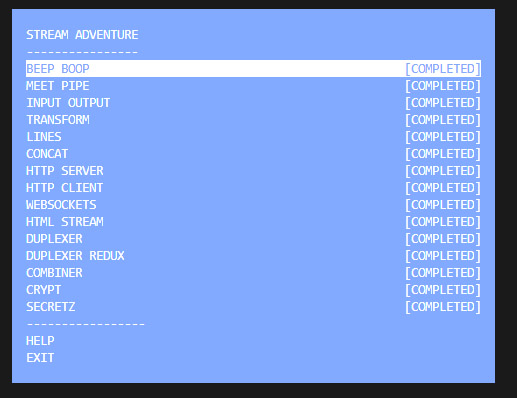 STREAM ADVENTURE
----------------
BEEP BOOP [COMPLETED]
MEET PIPE [COMPLETED]
INPUT OUTPUT [COMPLETED]
TRANSFORM [COMPLETED]
LINES [COMPLETED]
CONCAT [COMPLETED]
HTTP SERVER [COMPLETED]
HTTP CLIENT [COMPLETED]
WEBSOCKETS [COMPLETED]
HTML STREAM [COMPLETED]
DUPLEXER [COMPLETED]
DUPLEXER REDUX [COMPLETED]
COMBINER [COMPLETED]
CRYPT [COMPLETED]
SECRETZ [COMPLETED]
-----------------
HELP
EXIT